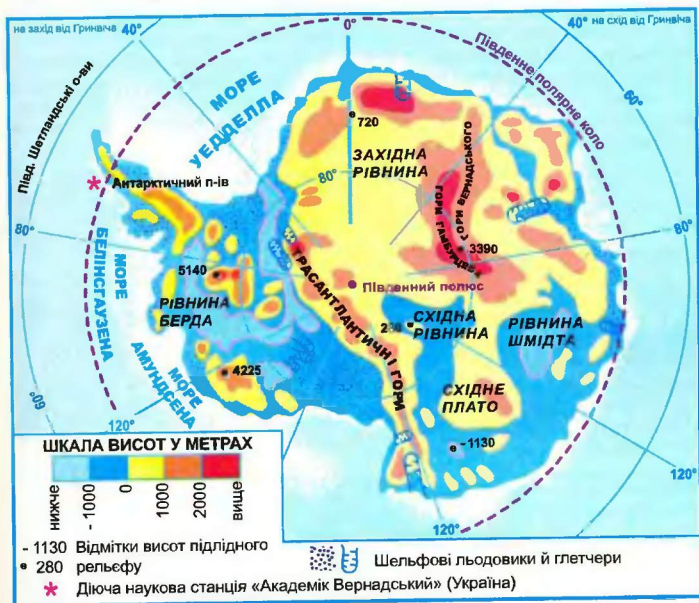 на захід від Гринвіча
40°
0°
40°
на схід від Гринвіча
Південне полярне коло
60°
80°
120°
120°
120°
60°
80°
Півд. Шетландські о-ви
МОРЕ
УЕДДЕЛЛА
Антарктичний п-ів
МОРЕ
БЕЛІНСГАУЗЕНА
МОРЕ
АМУНДСЕНА
720
ЗАХІДНА
РІВНИНА
80°
ГОРИ ГАМБУРЦЕВА
ГОРИ ВЕРНАДСЬКОГО
3390
5140
РІВНИНА
БЕРДА
4225
Південний полюс
ТРАСАНТЛАНТИЧНІ ГОРИ
СХІДНА
РІВНИНА
РІВНИНА
ШМІДТА
СХІДНЕ
ПЛАТО
- 1130
ШКАЛА ВИСОТ У МЕТРАХ
нижче
- 1000
0
1000
2000
вище
- 1130 Відмітки висот підлідного
280 рельєфу
Шельфові льодовики й глетчери
* Діюча наукова станція «Академік Вернадський» (Україна)